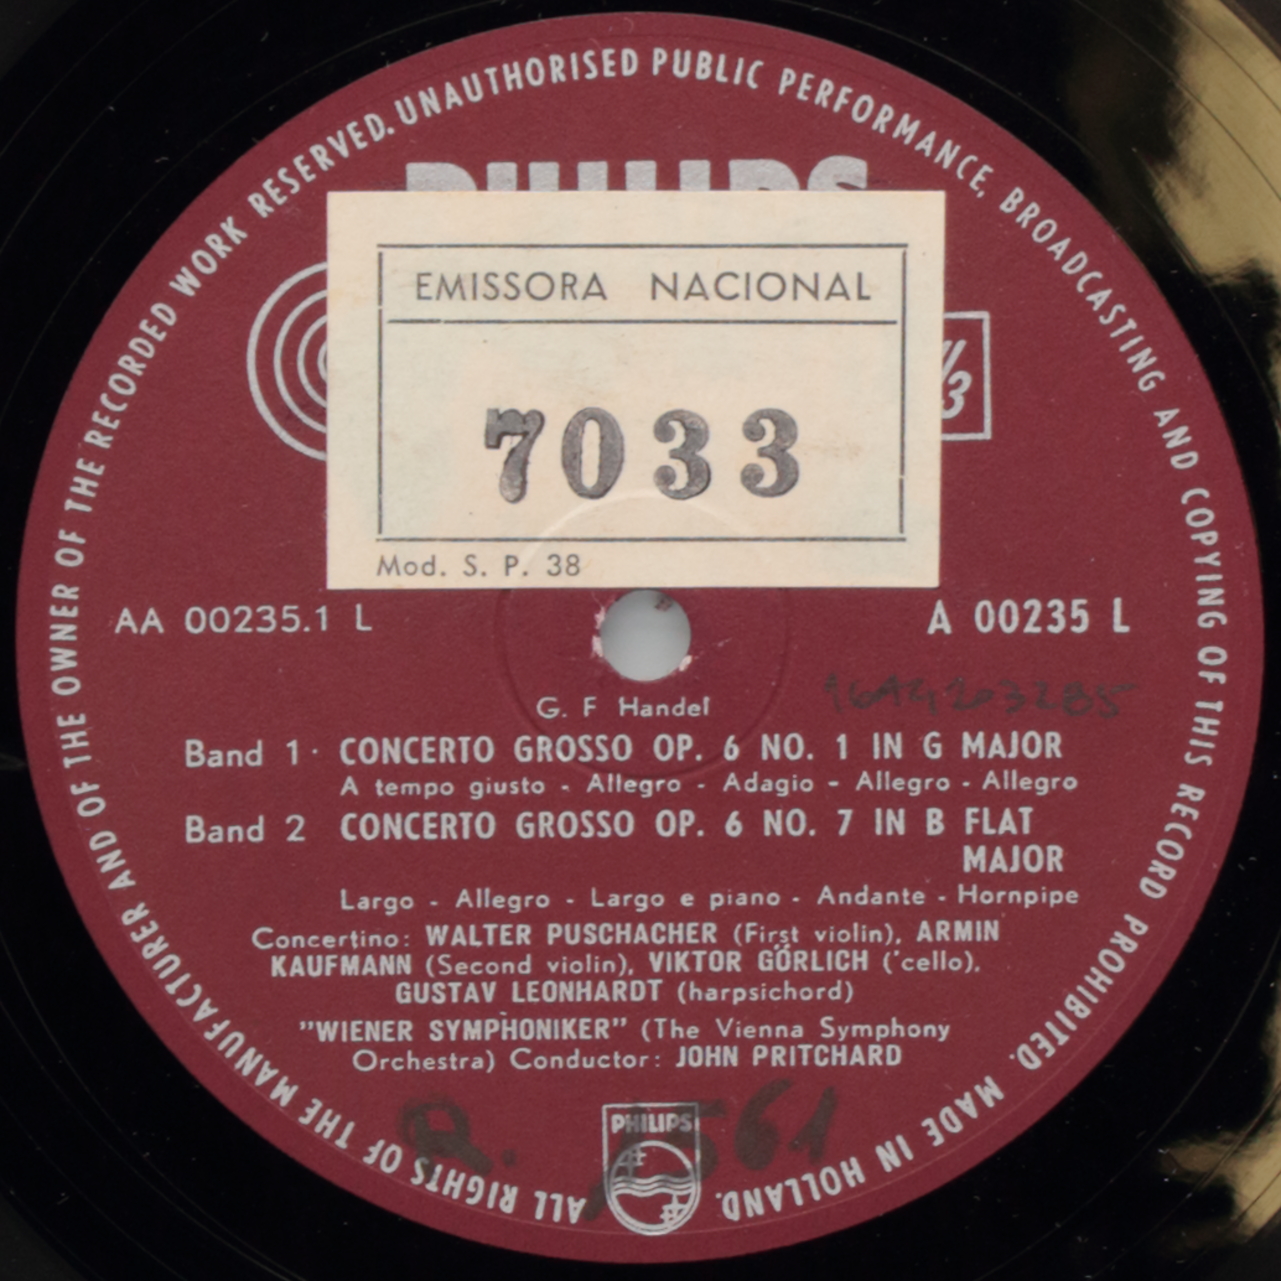 ALL RIGHTS OF THE MANUFACTURER AND OF THE OWNER OF THE RECORDED WORK RESERVED. UNAUTHORISED PUBLIC PERFORMANCE, BROADCASTING AND COPYING OF THIS RECORD PROHIBITED. MADE IN HOLLAND.
PHILIPS
EMISSORA NACIONAL
7033
Mod. S. P. 38
AA 00235.1 L
A 00235 L
G. F Handel
Band 1· CONCERTO GROSSO OP. 6 NO. 1 IN G MAJOR
A tempo giusto - Allegro - Adagio - Allegro - Allegro
Band 2 CONCERTO GROSSO OP. 6 NO. 7 IN B FLAT
MAJOR
Largo - Allegro - Largo e piano - Andante - Hornpipe
Concertino: WALTER PUSCHACHER (First violin), ARMIN
KAUFMANN (Second violin), VIKTOR GÖRLICH ('cello),
GUSTAV LEONHARDT (harpsichord)
"WIENER SYMPHONIKER" (The Vienna Symphony
Orchestra) Conductor: JOHN PRITCHARD
PHILIPS